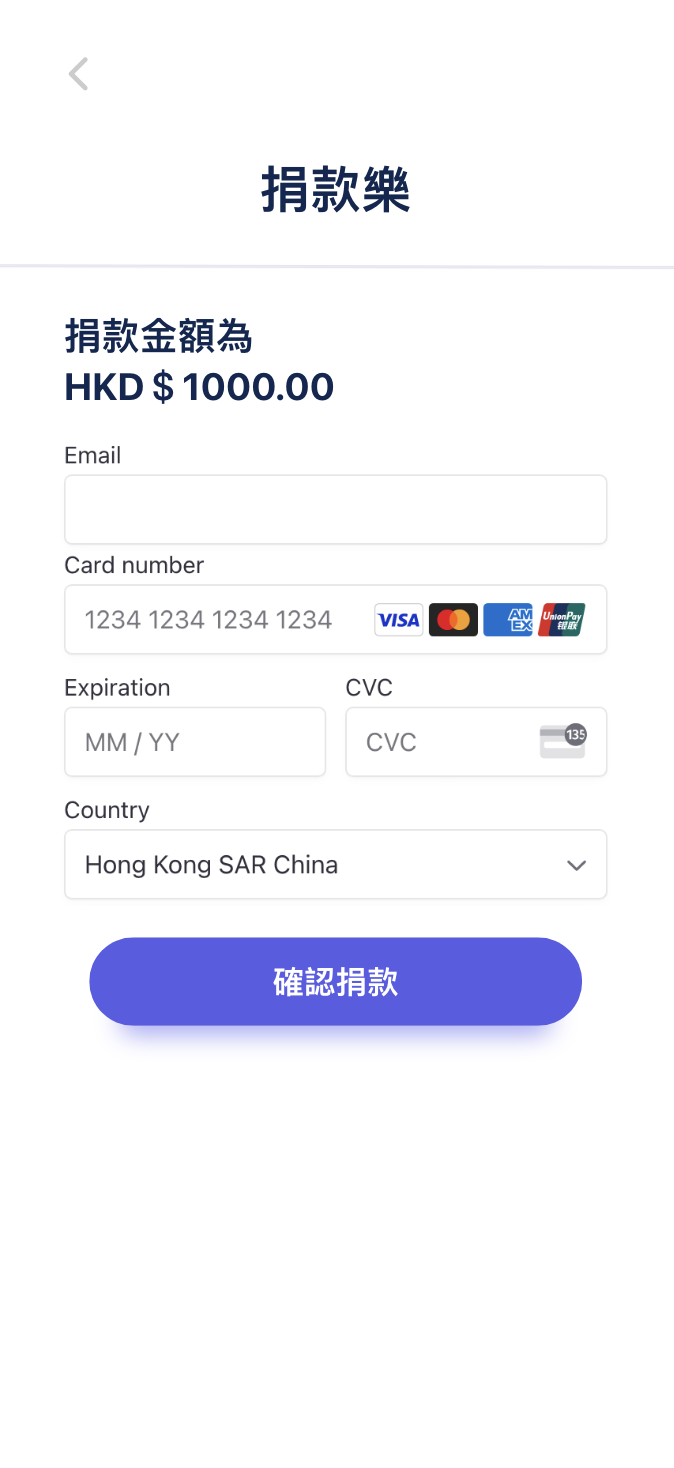 捐款樂
捐款金額為
HKD $ 1000.00
Email
Card number
1234 1234 1234 1234 VISA AM EX UnionPay 银联
Expiration CVC
MM / YY CVC 135
Country
Hong Kong SAR China
確認捐款